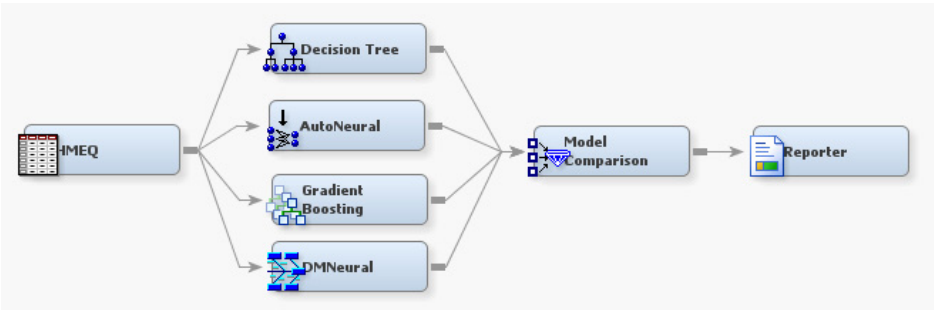 HMEQ
Decision Tree
AutoNeural
Gradient
Boosting
DMNeural
Model
Comparison
Reporter